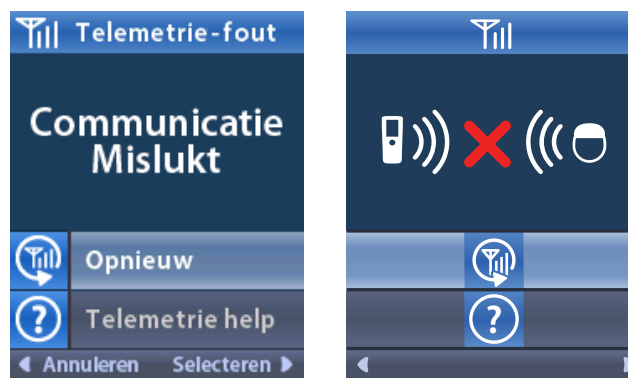 Telemetrie-fout
Communicatie
Mislukt
Opnieuw
?
Telemetrie help
Annuleren Selecteren
?